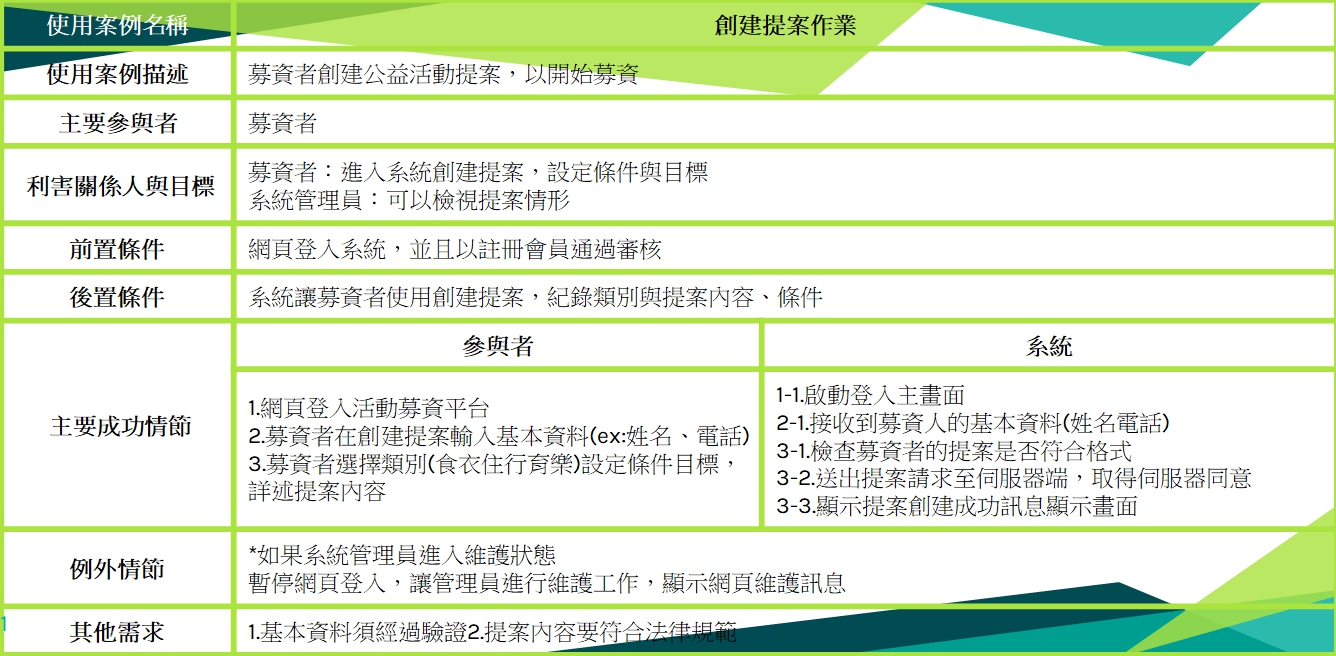 使用案例名稱
創建提案作業
使用案例描述
募資者創建公益活動提案，以開始募資
主要參與者
募資者
利害關係人與目標
募資者：進入系統創建提案，設定條件與目標
系統管理員：可以檢視提案情形
前置條件
網頁登入系統，並且以註冊會員通過審核
後置條件
系統讓募資者使用創建提案，紀錄類別與提案內容、條件
主要成功情節
參與者
1.網頁登入活動募資平台
2.募資者在創建提案輸入基本資料(ex:姓名、電話)
3.募資者選擇類別(食衣住行育樂)設定條件目標，
詳述提案內容
系統
1-1.啟動登入主畫面
2-1.接收到募資人的基本資料(姓名電話)
3-1.檢查募資者的提案是否符合格式
3-2.送出提案請求至伺服器端，取得伺服器同意
3-3.顯示提案創建成功訊息顯示畫面
例外情節
*如果系統管理員進入維護狀態
暫停網頁登入，讓管理員進行維護工作，顯示網頁維護訊息
其他需求
1.基本資料須經過驗證2.提案內容要符合法律規範
1